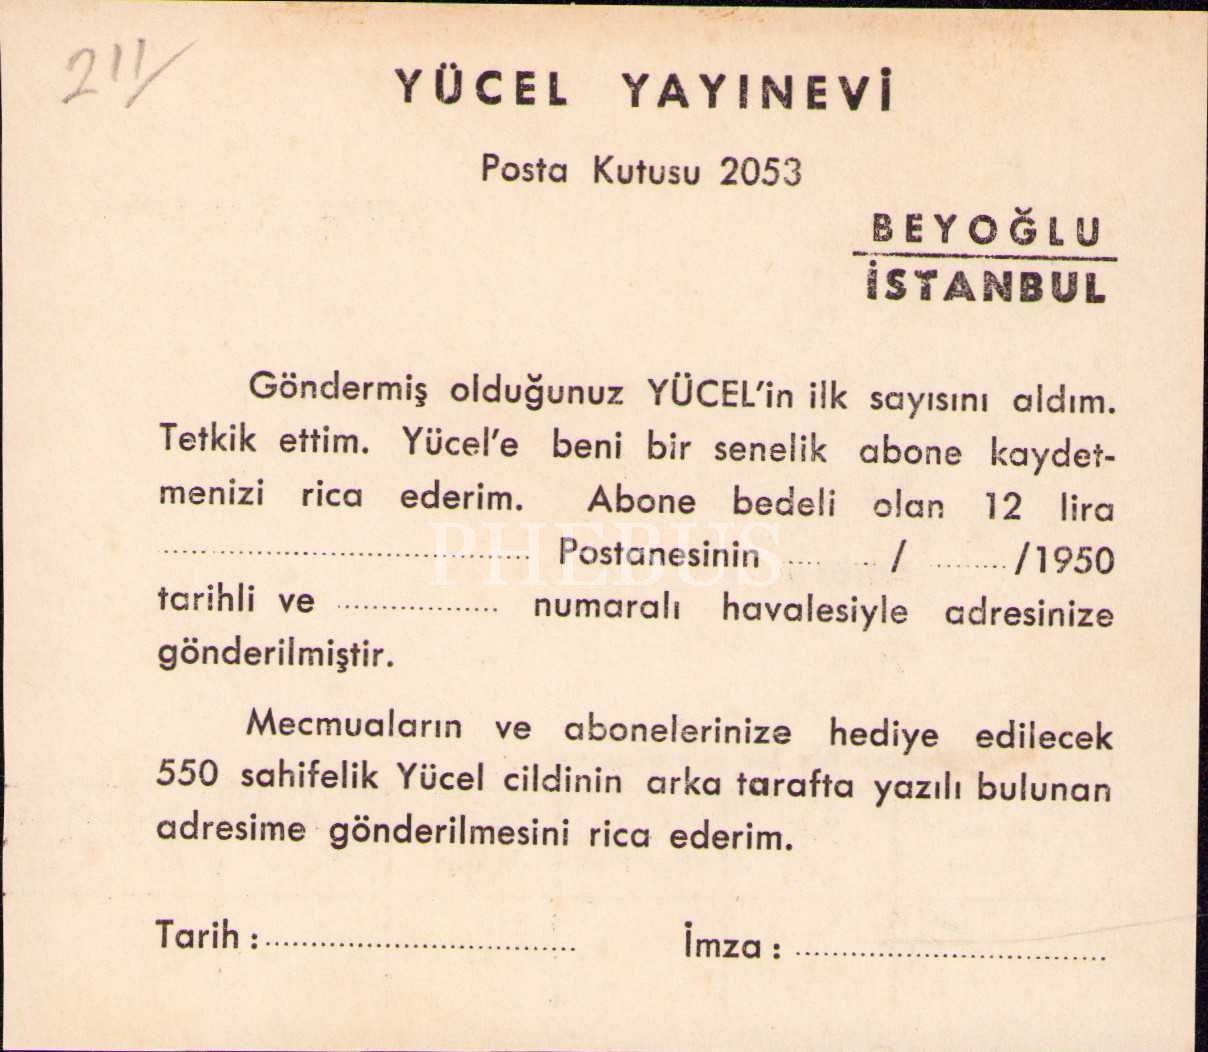 211/
YÜCEL YAYINEVİ
Posta Kutusu 2053
BEYOĞLU
İSTANBUL
Göndermiş olduğunuz YÜCEL'in ilk sayısını aldım.
Tetkik ettim. Yücel'e beni bir senelik abone kaydet-
menizi rica ederim. Abone bedeli olan 12 lira
PHEBUS
........................................ Postanesinin .... .. / ......... /1950
tarihli ve .................. numaralı havalesiyle adresinize
gönderilmiştir.
Mecmuaların ve abonelerinize hediye edilecek
550 sahifelik Yücel cildinin arka tarafta yazılı bulunan
adresime gönderilmesini rica ederim.
Tarih :.................................. İmza : ..................................